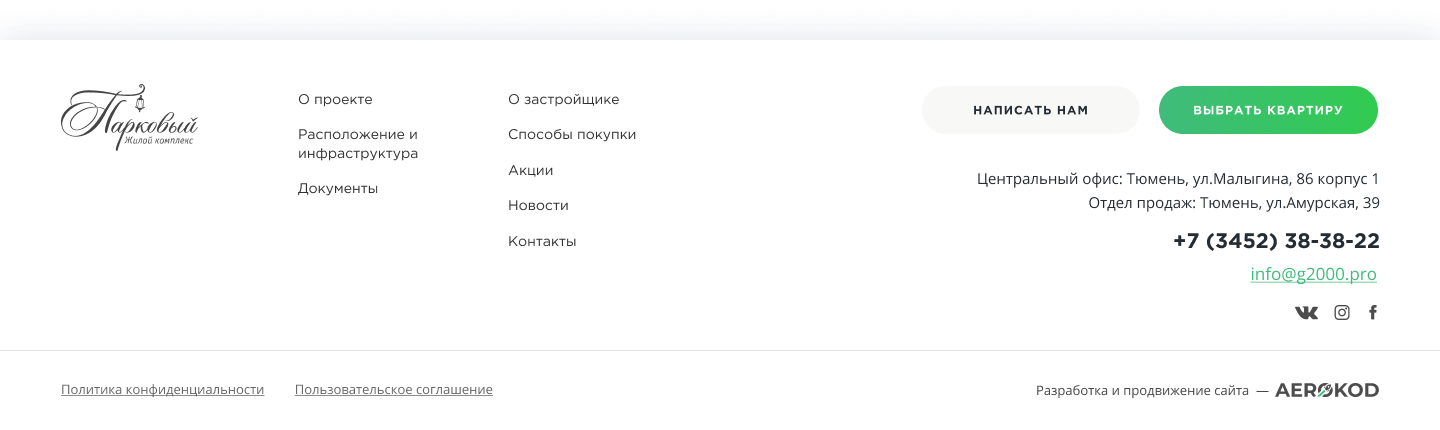 Парковый
Жилой комплекс
О проекте
Расположение и
инфраструктура
Документы
О застройщике
Способы покупки
Акции
Новости
Контакты
НАПИСАТЬ НАМ
ВЫБРАТЬ КВАРТИРУ
Центральный офис: Тюмень, ул.Малыгина, 86 корпус 1
Отдел продаж: Тюмень, ул.Амурская, 39
+7 (3452) 38-38-22
info@g2000.pro
Политика конфиденциальности
Пользовательское соглашение
Разработка и продвижение сайта — AEROKOD